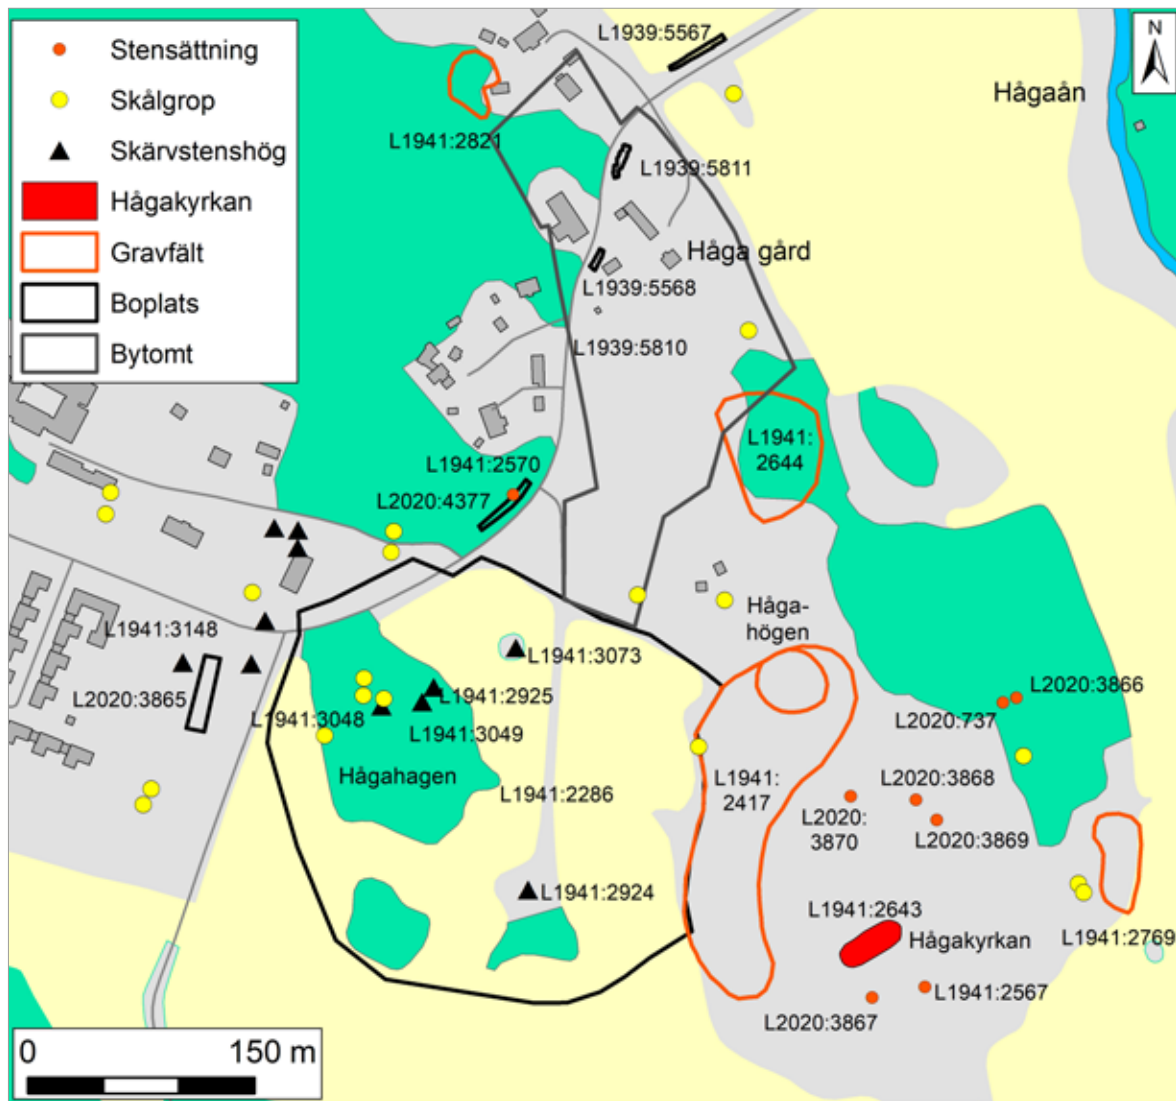 Stensättning
Skålgrop
Skärvstenshög
Hågakyrkan
Gravfält
Boplats
Bytomt
L1939:5567
N
Hågaån
L1941:2821
L1939:5811
Håga gård
L1939:5568
L1939:5810
L1941:2570
L2020:4377
L1941:
2644
Håga-
högen
L1941:3148
L1941:3073
L2020:3865
L1941:2925
L1941:3048
L1941:3049
Hågahagen
L1941:2286
L2020:3866
L2020:737
L1941:
2417
L2020:3868
L2020:
3870
L2020:3869
L1941:2924
L1941:2643
Hågakyrkan
L1941:2769
L1941:2567
L2020:3867
0 150 m